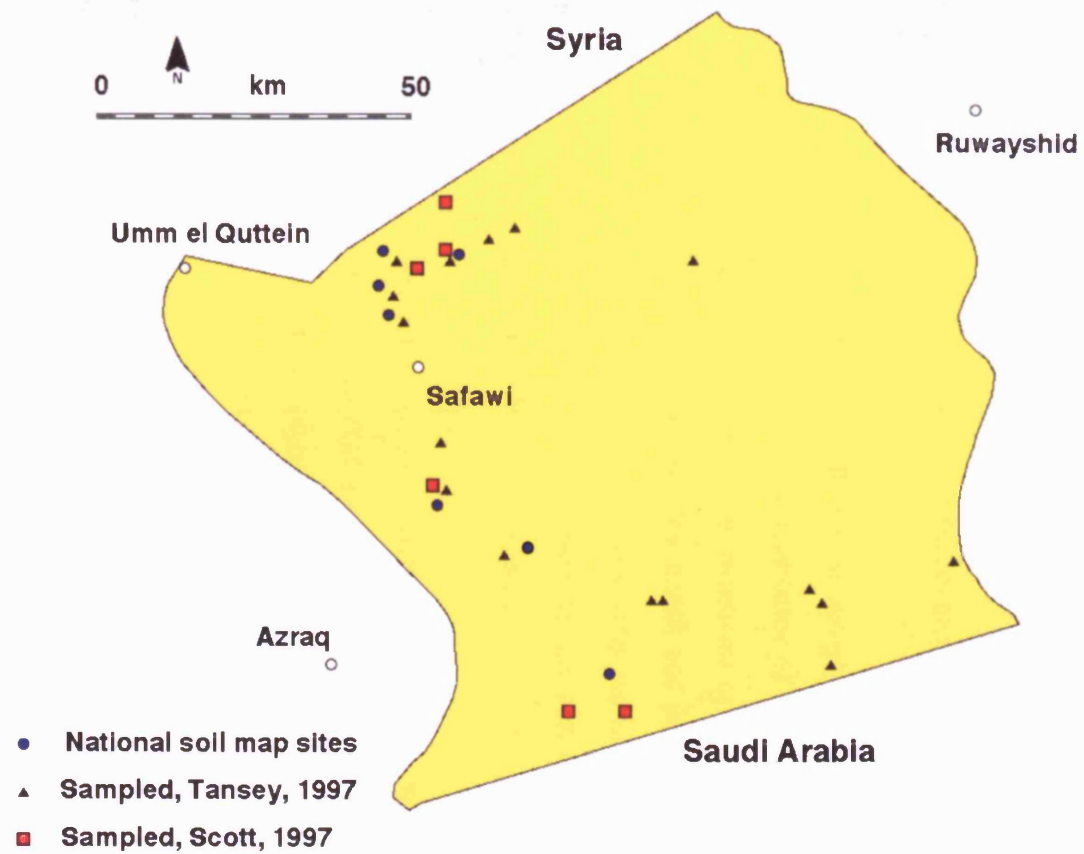 Syria
0 km 50
N
Ruwayshid
Umm el Quttein
Safawi
Azraq
Saudi Arabia
National soil map sites
Sampled, Tansey, 1997
Sampled, Scott, 1997